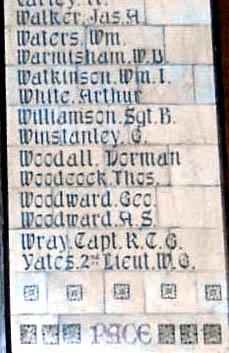 Walker. Jas. A.
Waters. Wm.
Warmisham. W. D.
Watkinson. Wm. I.
White. Arthur
Williamson. Sgt. B.
Winstanley. G.
Woodall. Dorman
Woodcock. Thos.
Woodward. Geo
Woodward. A. S.
Wray. Capt. R. C. G.
Yates. 2nd Lieut. W. G.
PACE